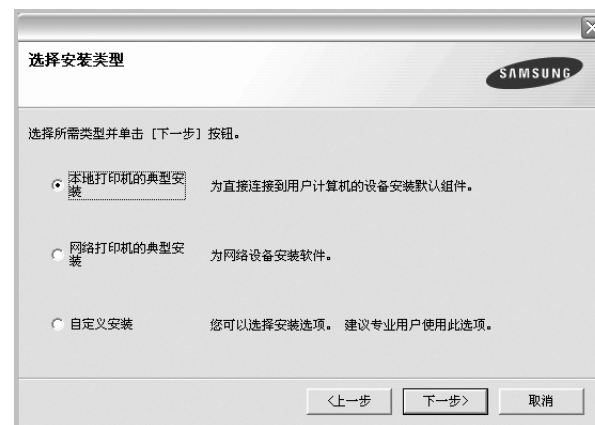 选择安装类型
SAMSUNG
选择所需类型并单击 [下一步] 按钮。
本地打印机的典型安
装
为直接连接到用户计算机的设备安装默认组件。
网络打印机的典型安
装
为网络设备安装软件。
自定义安装
您可以选择安装选项。 建议专业用户使用此选项。
<上一步
下一步>
取消